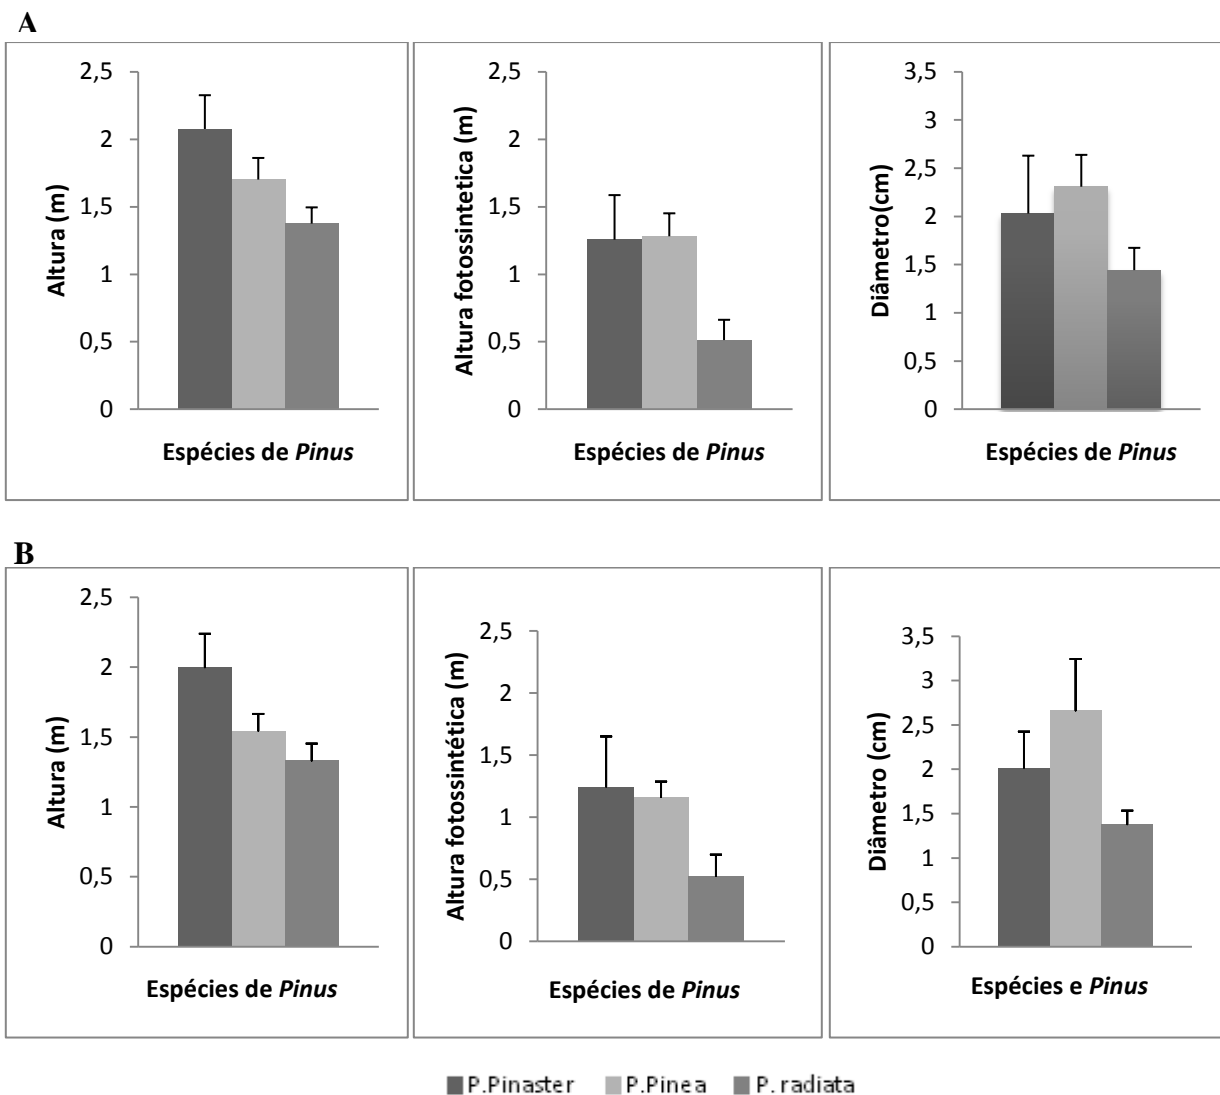 A
2,5
2
1,5
1
0,5
0
Altura (m)
Espécies de Pinus
2,5
2
1,5
1
0,5
0
Altura fotossintetica (m)
Espécies de Pinus
3,5
3
2,5
2
1,5
1
0,5
0
Diâmetro(cm)
Espécies de Pinus
B
2,5
2
1,5
1
0,5
0
Altura (m)
Espécies de Pinus
2,5
2
1,5
1
0,5
0
Altura fotossintética (m)
Espécies de Pinus
3,5
3
2,5
2
1,5
1
0,5
0
Diâmetro (cm)
Espécies e Pinus
P.Pinaster P.Pinea P. radiata